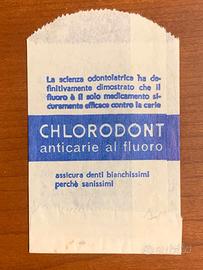 La scienza odontoiatrica ha de-
finitivamente dimostrato che il
fluoro è il solo medicamento si-
curamente efficace contro la carie
CHLORODONT
anticarie al fluoro
assicura denti bianchissimi
perchè sanissimi